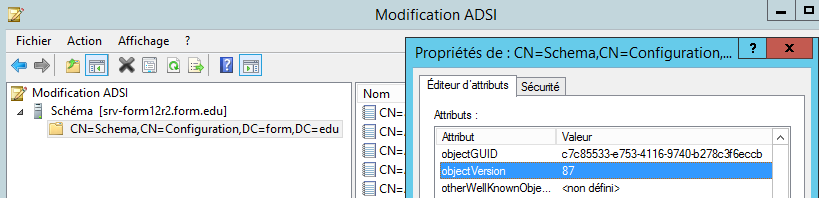 Modification ADSI
Fichier Action Affichage ?
Modification ADSI
Schéma [srv-form12r2.form.edu]
CN=Schema,CN=Configuration,DC=form,DC=edu
Nom
CN=.
CN=.
CN=.
CN=.
CN=.
Propriétés de : CN=Schema,CN=Configuration,... ? x
Éditeur d'attributs Sécurité
Attributs :
Attribut Valeur
objectGUID c7c85533-e753-4116-9740-b278c3f6eccb
objectVersion 87
otherWellKnownObje... <non défini>